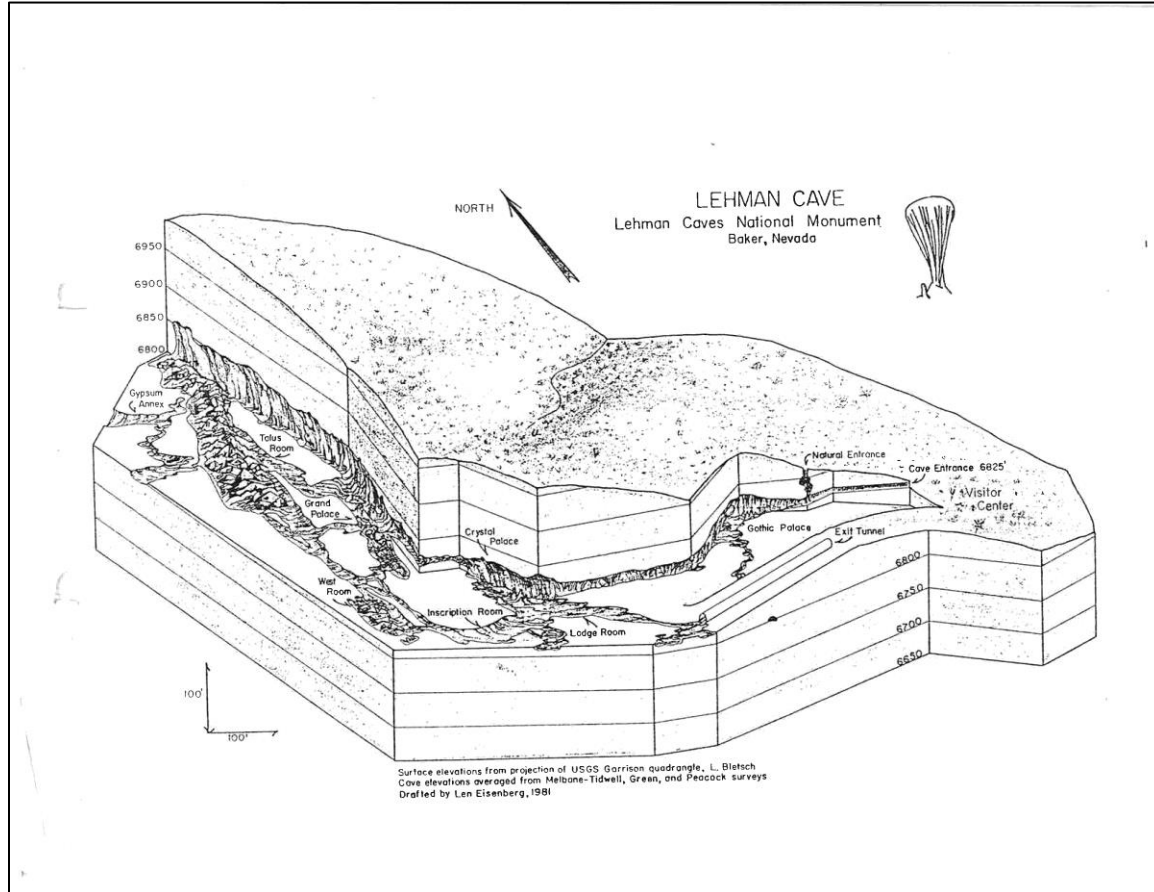 LEHMAN CAVE
Lehman Caves National Monument
Baker, Nevada
NORTH
6950
6900
6850
6800
Gypsum
Annex
Talus
Room
Grand
Palace
West
Room
Crystal
Palace
Inscription Room
Lodge Room
Natural Entrance
Cave Entrance 6825'
Visitor
Center
Gothic Palace
Exit Tunnel
6800
6750
6700
6650
100'
100'
Surface elevations from projection of USGS Garrison quadrangle, L. Bletsch
Cave elevations averaged from Melbane-Tidwell, Green, and Peacock surveys
Drafted by Len Eisenberg, 1981